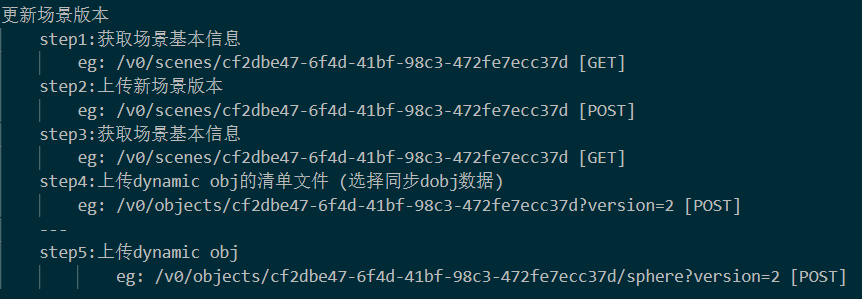 更新场景版本
step1:获取场景基本信息
eg: /v0/scenes/cf2dbe47-6f4d-41bf-98c3-472fe7ecc37d [GET]
step2:上传新场景版本
eg: /v0/scenes/cf2dbe47-6f4d-41bf-98c3-472fe7ecc37d [POST]
step3:获取场景基本信息
eg: /v0/scenes/cf2dbe47-6f4d-41bf-98c3-472fe7ecc37d [GET]
step4:上传dynamic obj的清单文件 (选择同步dobj数据)
eg: /v0/objects/cf2dbe47-6f4d-41bf-98c3-472fe7ecc37d?version=2 [POST]
---
step5:上传dynamic obj
eg: /v0/objects/cf2dbe47-6f4d-41bf-98c3-472fe7ecc37d/sphere?version=2 [POST]